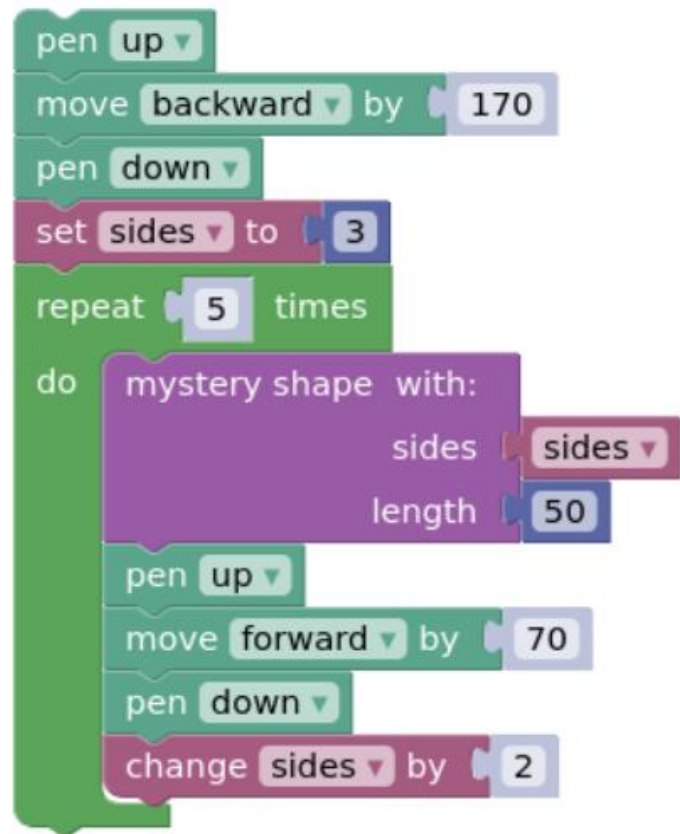 pen up
move backward by 170
pen down
set sides to 3
repeat 5 times
do mystery shape with:
sides sides
length 50
pen up
move forward by 70
pen down
change sides by 2